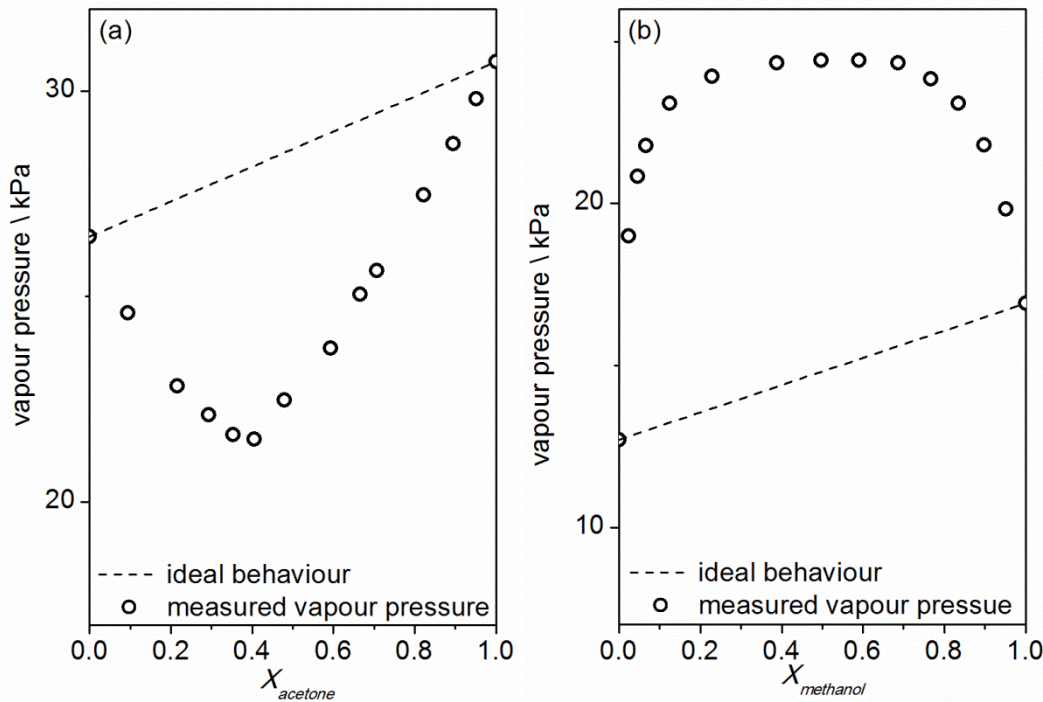 (a)
30
20
vapour pressure \ kPa
ideal behaviour
measured vapour pressure
0.0 0.2 0.4 0.6 0.8 1.0
X acetone
(b)
20
10
vapour pressure \ kPa
ideal behaviour
measured vapour pressue
0.0 0.2 0.4 0.6 0.8 1.0
X methanol